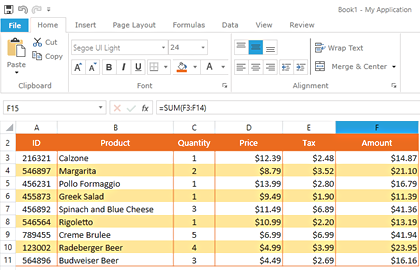 Book1 - My Application
File Home Insert Page Layout Formulas Data Review View
Paste
Cut
Copy
Segoe UI Light 24
B I U A
Wrap Text
Merge & Center
Clipboard Font Alignment
F15 fx =SUM(F3:F14)
A B C D E F
2 ID Product Quantity Price Tax Amount
3 216321 Calzone 1 $12.39 $2.48 $14.87
4 546897 Margarita 2 $8.79 $3.52 $21.10
5 456231 Pollo Formaggio 1 $13.99 $2.80 $16.79
6 455873 Greek Salad 1 $9.49 $1.90 $11.39
7 456892 Spinach and Blue Cheese 3 $11.49 $6.89 $41.36
8 546564 Rigoletto 1 $10.99 $2.20 $13.19
9 789455 Creme Brulee 5 $6.99 $6.99 $41.94
10 123002 Radeberger Beer 4 $4.99 $3.99 $23.95
11 564896 Budweiser Beer 3 $4.49 $2.69 $16.16